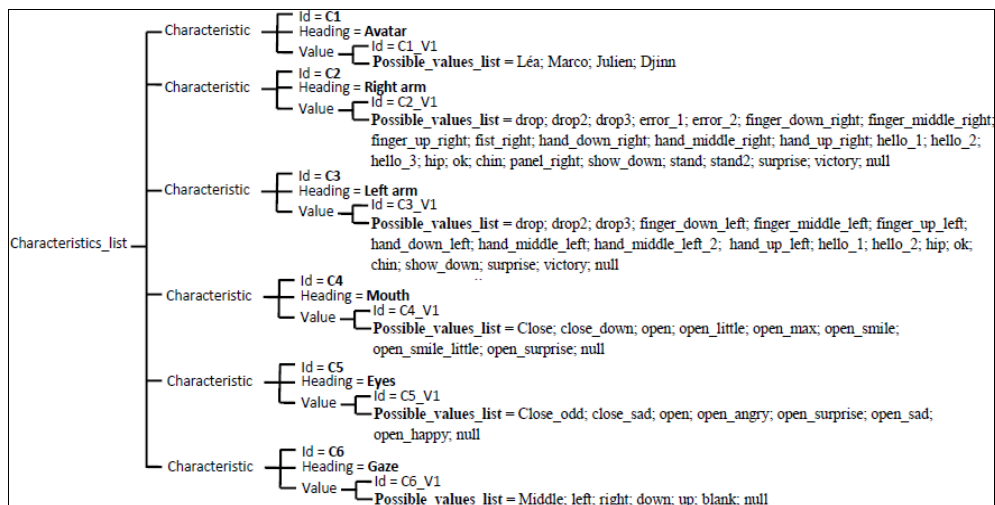 Characteristics_list
Characteristic
Id = C1
Heading = Avatar
Value
Id = C1_V1
Possible_values_list = Léa; Marco; Julien; Djinn
Characteristic
Id = C2
Heading = Right arm
Value
Id = C2_V1
Possible_values_list = drop; drop2; drop3; error_1; error_2; finger_down_right; finger_middle_right;
finger_up_right; fist_right; hand_down_right; hand_middle_right; hand_up_right; hello_1; hello_2;
hello_3; hip; ok; chin; panel_right; show_down; stand; stand2; surprise; victory; null
Characteristic
Id = C3
Heading = Left arm
Value
Id = C3_V1
Possible_values_list = drop; drop2; drop3; finger_down_left; finger_middle_left; finger_up_left;
hand_down_left; hand_middle_left; hand_middle_left_2; hand_up_left; hello_1; hello_2; hip; ok;
chin; show_down; surprise; victory; null
Characteristic
Id = C4
Heading = Mouth
Value
Id = C4_V1
Possible_values_list = Close; close_down; open; open_little; open_max; open_smile;
open_smile_little; open_surprise; null
Characteristic
Id = C5
Heading = Eyes
Value
Id = C5_V1
Possible_values_list = Close_odd; close_sad; open; open_angry; open_surprise; open_sad;
open_happy; null
Characteristic
Id = C6
Heading = Gaze
Value
Id = C6_V1
Possible_values_list = Middle; left; right; down; up; blank; null